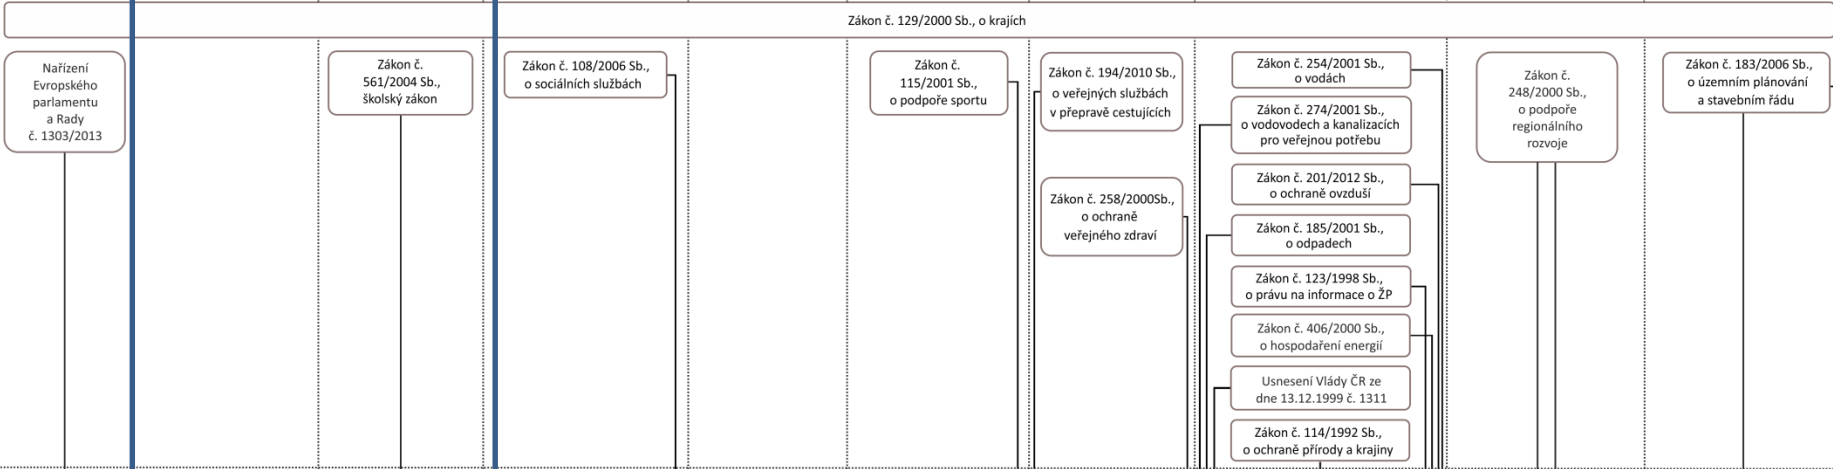 Zákon č. 129/2000 Sb., o krajích
Nařízení
Evropského
parlamentu
a Rady
č. 1303/2013
Zákon č.
561/2004 Sb.,
školský zákon
Zákon č. 108/2006 Sb.,
o sociálních službách
Zákon č.
115/2001 Sb.,
o podpoře sportu
Zákon č. 194/2010 Sb.,
o veřejných službách
v přepravě cestujících
Zákon č. 258/2000Sb.,
o ochraně
veřejného zdraví
Zákon č. 254/2001 Sb.,
o vodách
Zákon č. 274/2001 Sb.,
o vodovodech a kanalizacích
pro veřejnou potřebu
Zákon č. 201/2012 Sb.,
o ochraně ovzduší
Zákon č. 185/2001 Sb.,
o odpadech
Zákon č. 123/1998 Sb.,
o právu na informace o ŽP
Zákon č. 406/2000 Sb.,
o hospodaření energií
Usnesení Vlády ČR ze
dne 13.12.1999 č. 1311
Zákon č. 114/1992 Sb.,
o ochraně přírody a krajiny
Zákon č.
248/2000 Sb.,
o podpoře
regionálního
rozvoje
Zákon č. 183/2006 Sb.,
o územním plánování
a stavebním řádu